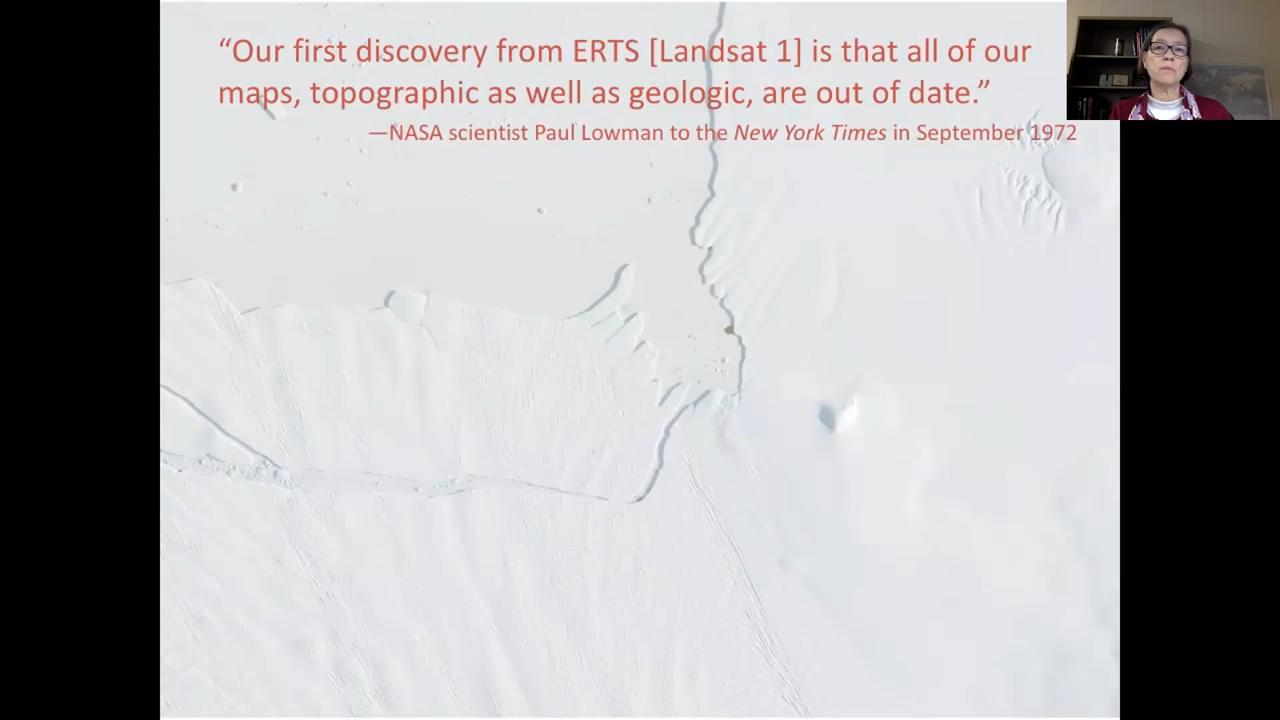 “Our first discovery from ERTS [Landsat 1] is that all of our
maps, topographic as well as geologic, are out of date.”
—NASA scientist Paul Lowman to the New York Times in September 1972